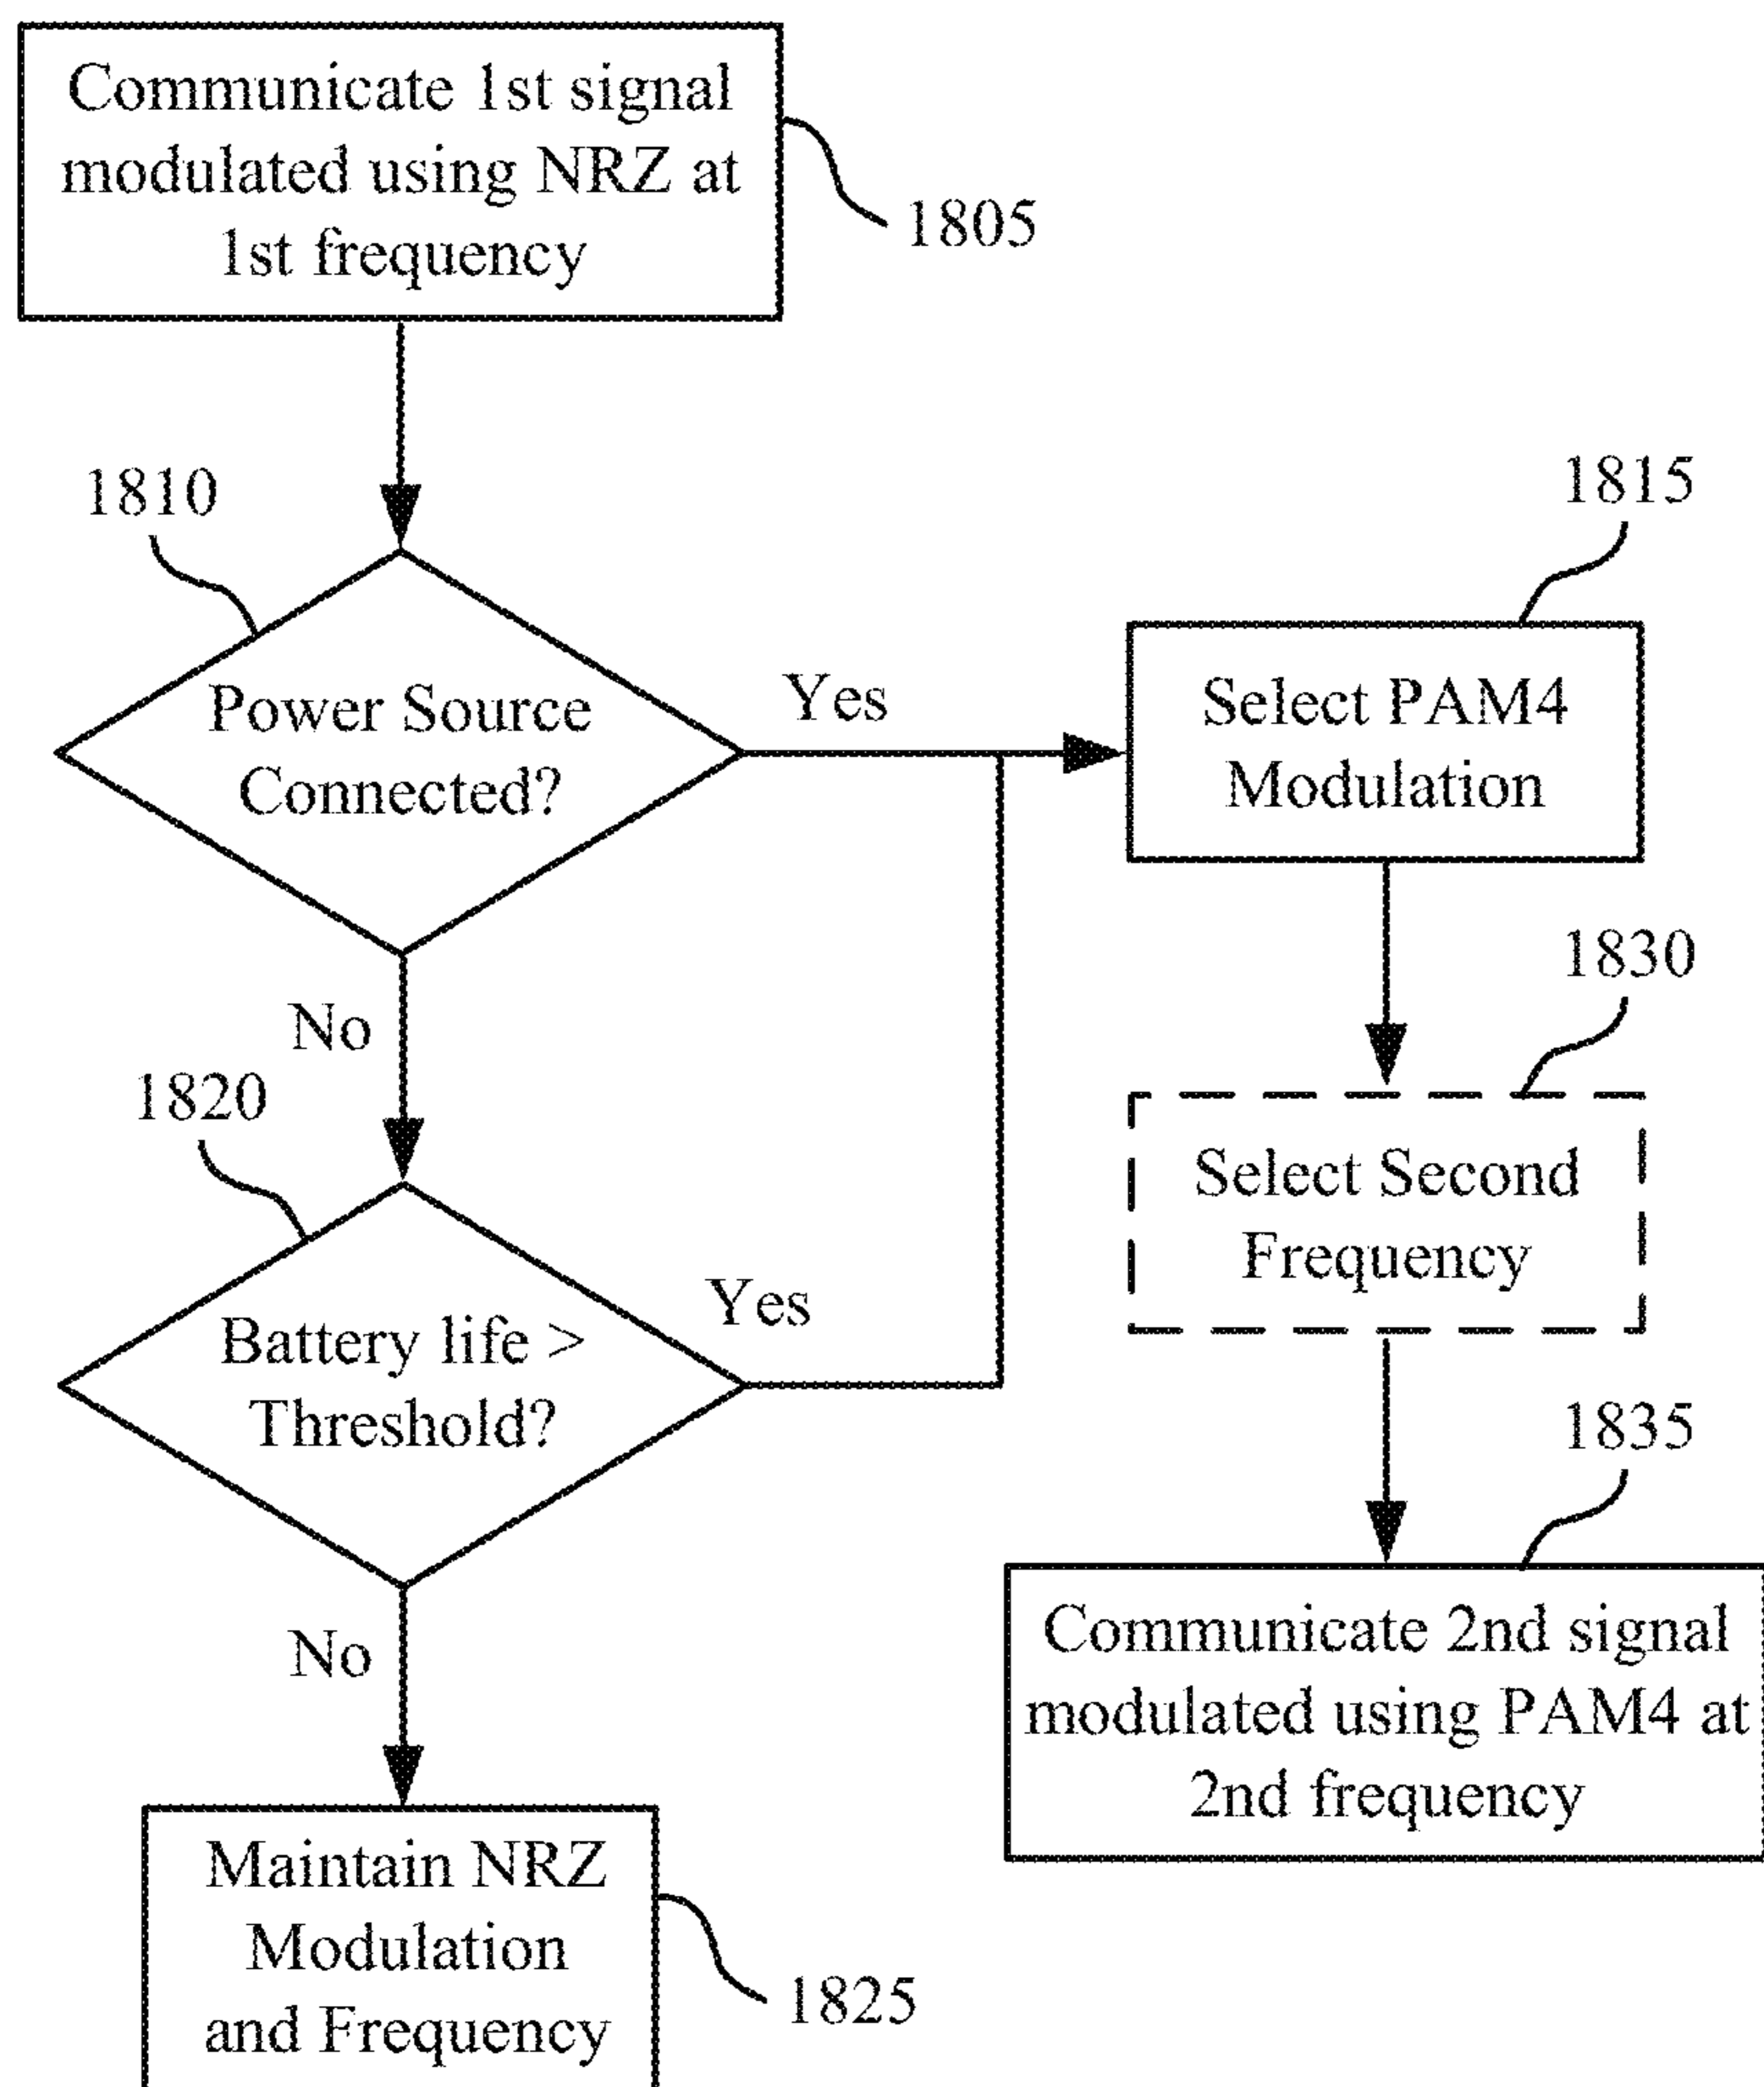 Communicate 1st signal
modulated using NRZ at
1st frequency
1805
1810
Power Source
Connected?
Yes
No
1815
Select PAM4
Modulation
1820
Battery life >
Threshold?
Yes
No
1830
Select Second
Frequency
1835
Communicate 2nd signal
modulated using PAM4 at
2nd frequency
Maintain NRZ
Modulation
and Frequency
1825